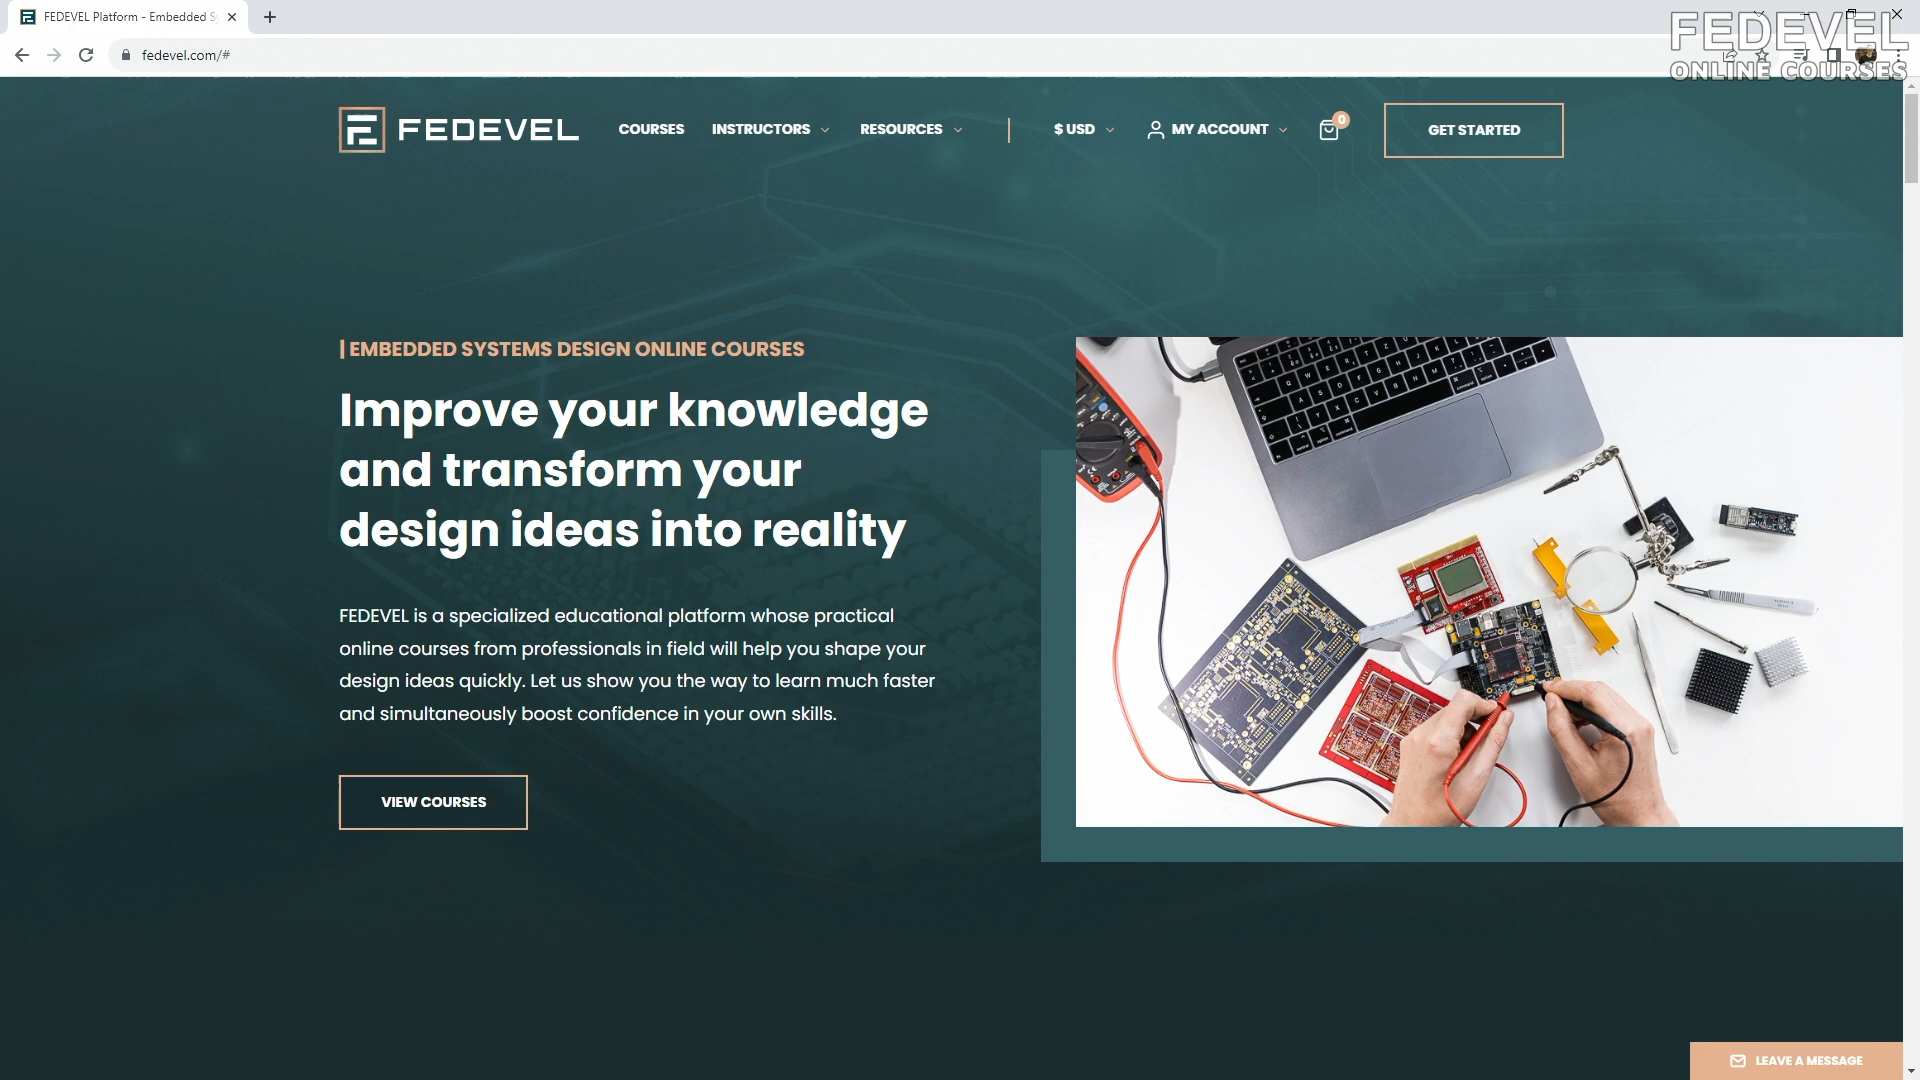 FEDEVEL Platform - Embedded S
fedevel.com/#
FEDEVEL
ONLINE COURSES
FEDEVEL
COURSES
INSTRUCTORS
RESOURCES
$ USD
MY ACCOUNT
0
GET STARTED
| EMBEDDED SYSTEMS DESIGN ONLINE COURSES
Improve your knowledge
and transform your
design ideas into reality
FEDEVEL is a specialized educational platform whose practical
online courses from professionals in field will help you shape your
design ideas quickly. Let us show you the way to learn much faster
and simultaneously boost confidence in your own skills.
VIEW COURSES
LEAVE A MESSAGE